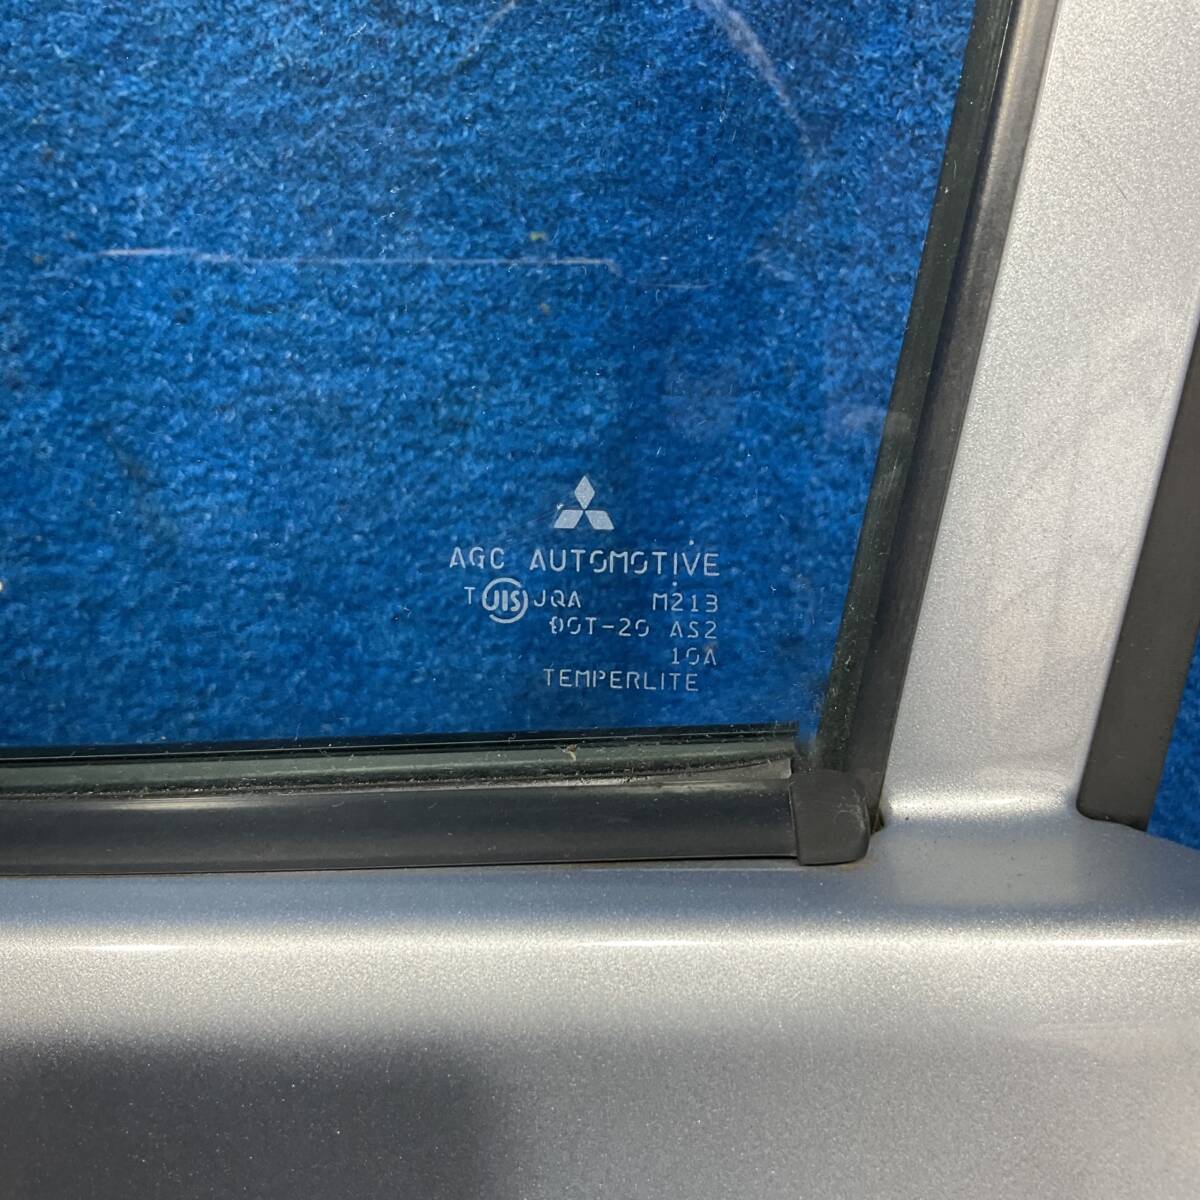 AGC AUTOMOTIVE
T JIS JQA M213
DOT-20 AS2
10A
TEMPERLITE